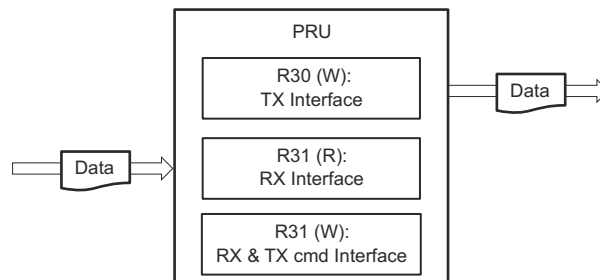 PRU
R30 (W):
TX Interface
Data
Data
R31 (R):
RX Interface
R31 (W):
RX & TX cmd Interface